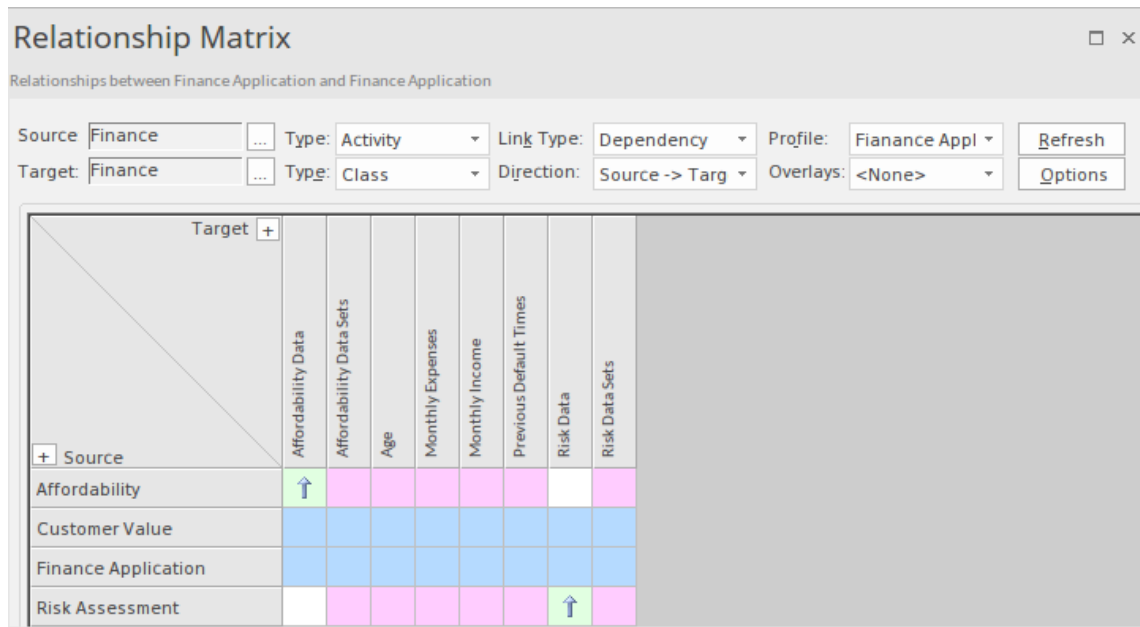 Relationship Matrix
Relationships between Finance Application and Finance Application
Source Finance ... Type: Activity Link Type: Dependency Profile: Fianance Appl Refresh
Target: Finance ... Type: Class Direction: Source -> Targ Overlays: <None> Options
Target +
+ Source
Affordability Data
Affordability Data Sets
Age
Monthly Expenses
Monthly Income
Previous Default Times
Risk Data
Risk Data Sets
Affordability
Customer Value
Finance Application
Risk Assessment